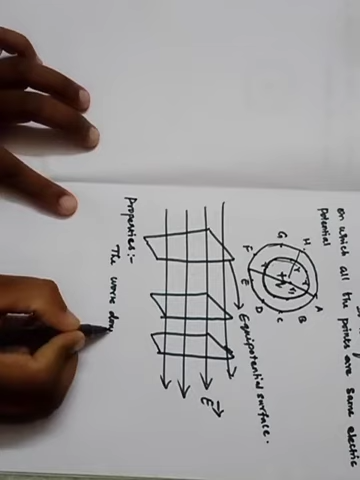 on which all the points are same electric
potential
H
G
A
F
E
B
D
C
Equipotential surface.
E
Properties:-
The work don